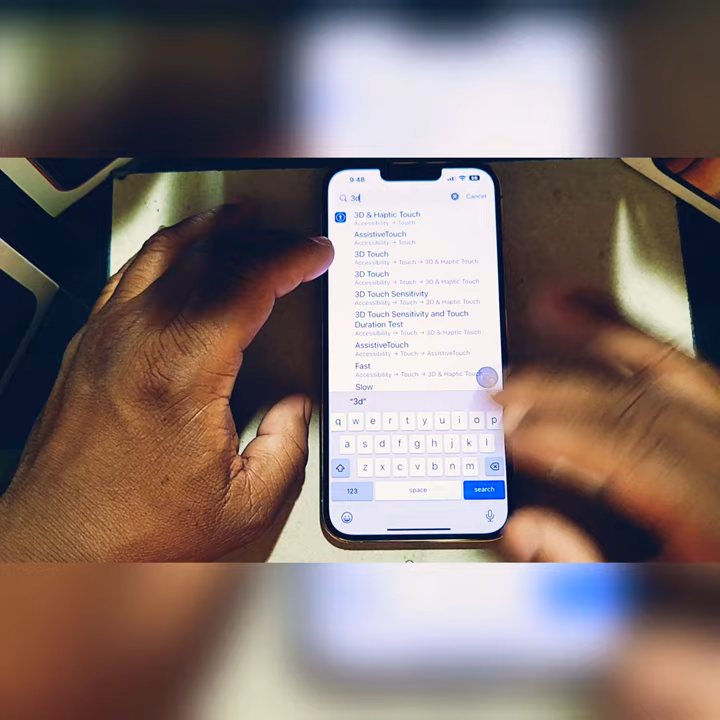 9:48
3d
Cancel
3D & Haptic Touch
Accessibility → Touch
AssistiveTouch
Accessibility → Touch
3D Touch
Accessibility → Touch → 3D & Haptic Touch
3D Touch
Accessibility → Touch → 3D & Haptic Touch
3D Touch Sensitivity
Accessibility → Touch → 3D & Haptic Touch
3D Touch Sensitivity and Touch
Duration Test
Accessibility → Touch → 3D & Haptic Touch
AssistiveTouch
Accessibility → Touch → AssistiveTouch
Fast
Accessibility → Touch → 3D & Haptic Touch
Slow
"3d"
q w e r t y u i o p
a s d f g h j k l
z x c v b n m
123 space search